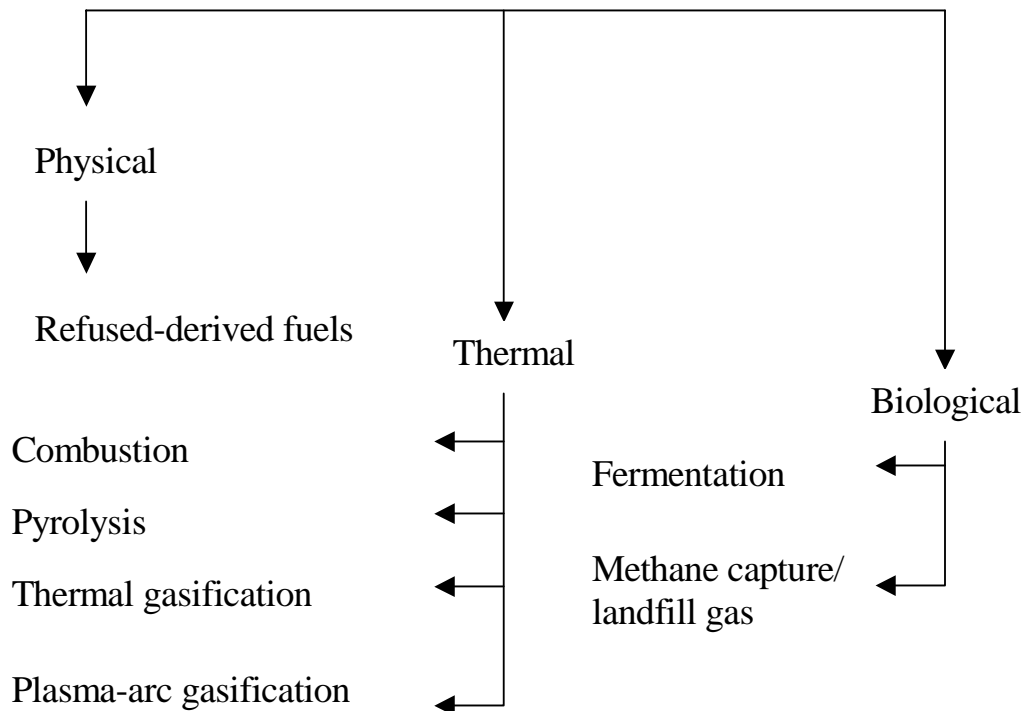 Physical
Refused-derived fuels
Thermal
Combustion
Pyrolysis
Thermal gasification
Plasma-arc gasification
Biological
Fermentation
Methane capture/
landfill gas